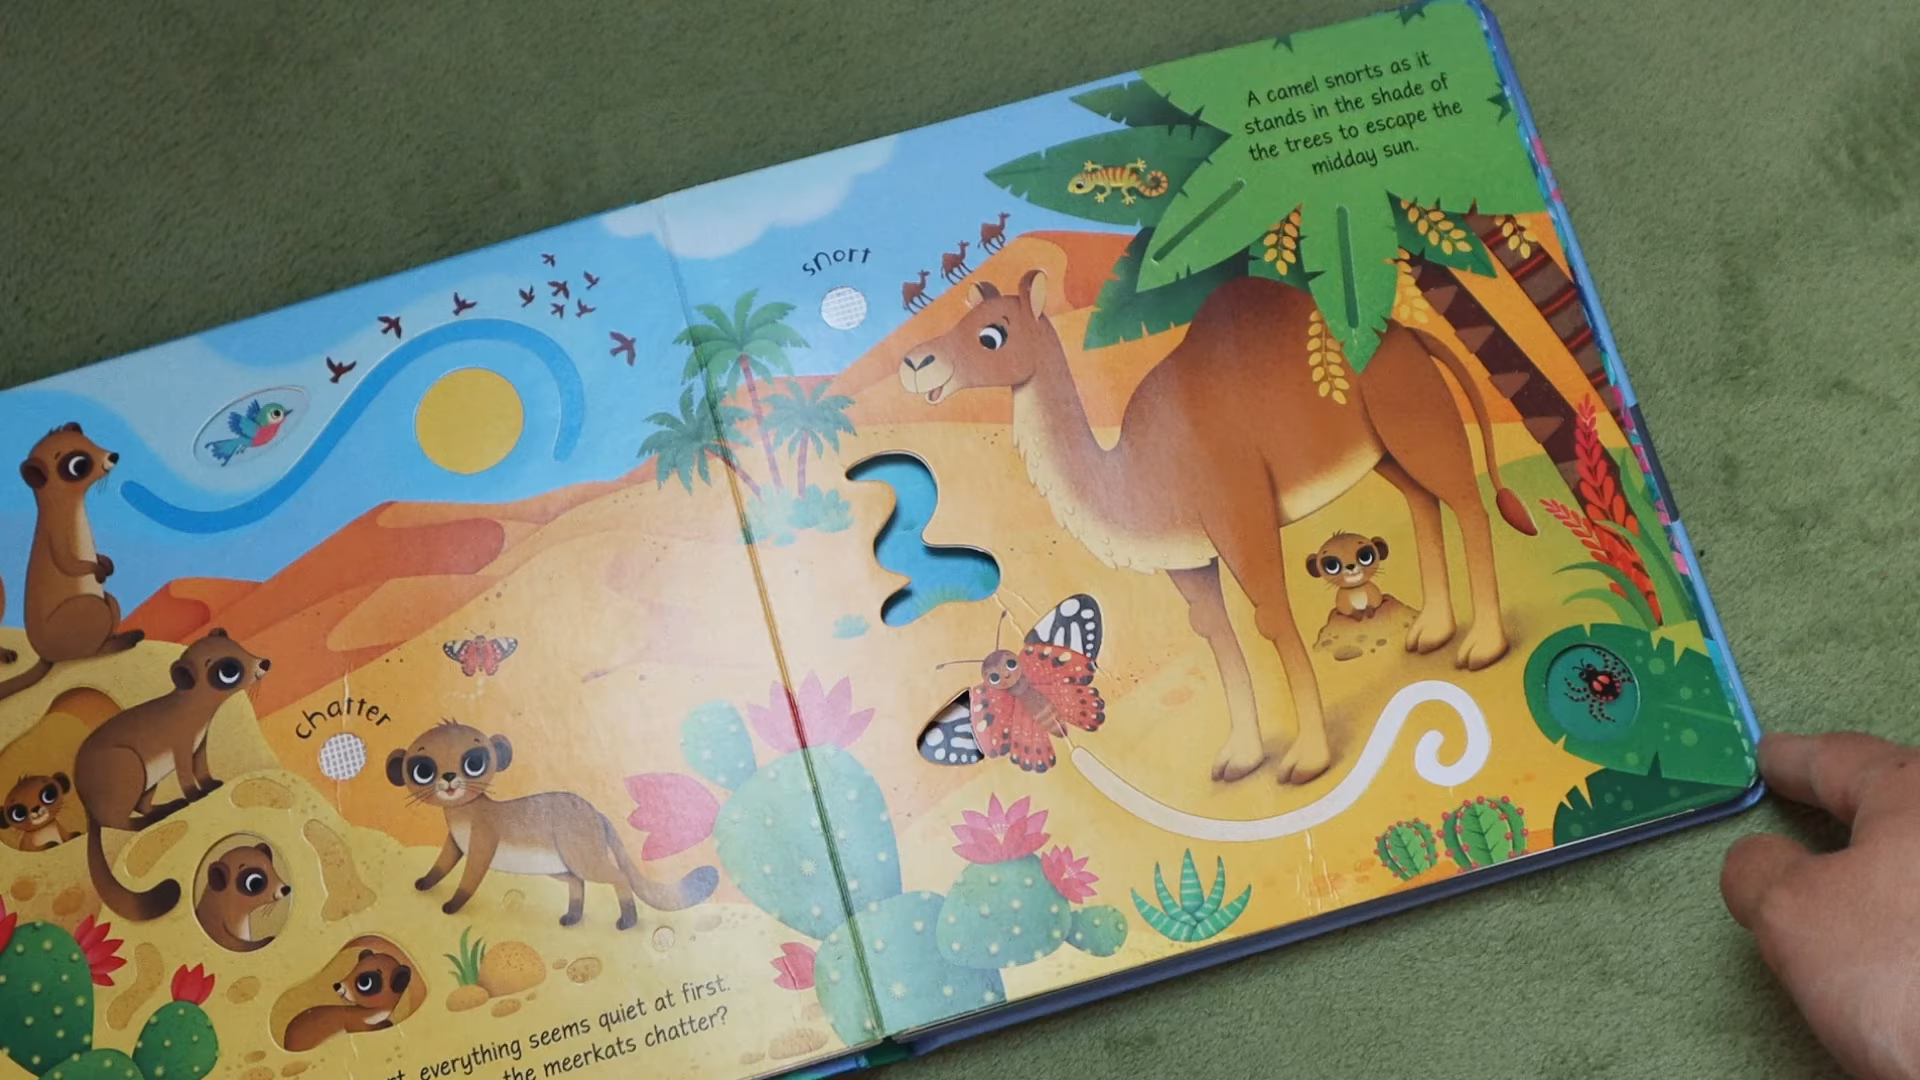 chatter
everything seems quiet at first.
the meerkats chatter?
snort
A camel snorts as it
stands in the shade of
the trees to escape the
midday sun.